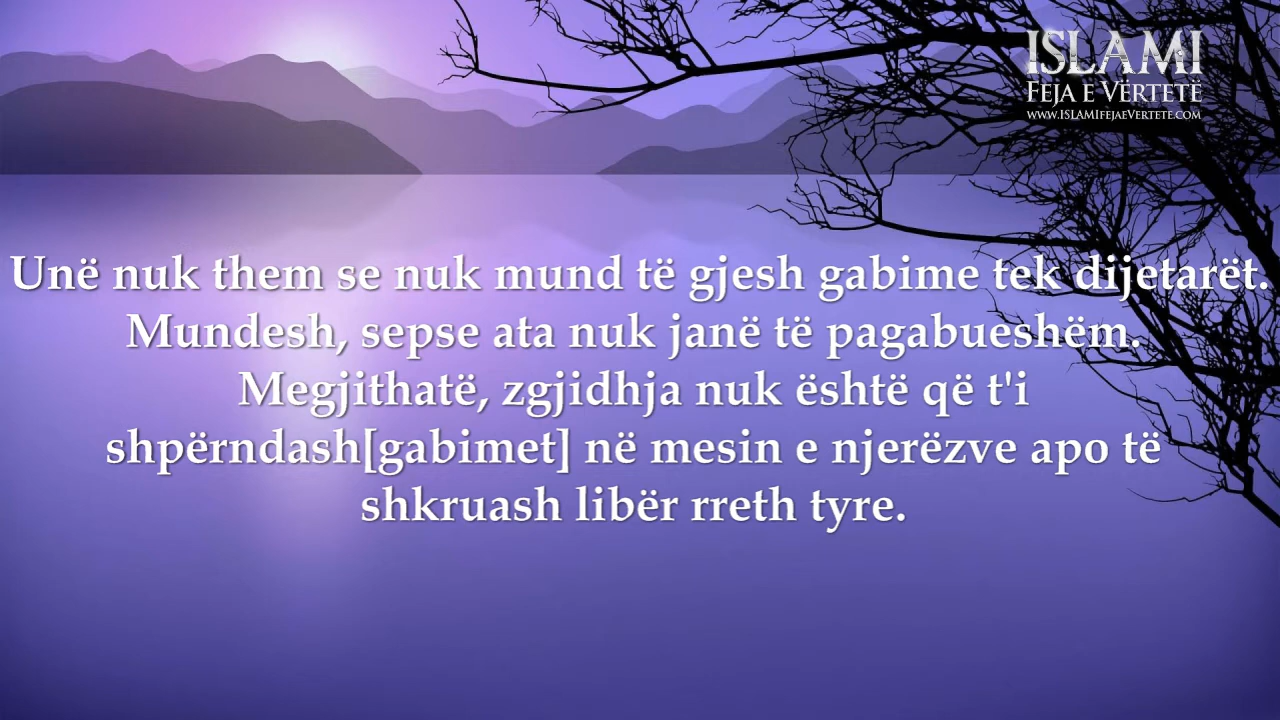 ISLAMI
FEJA E VËRTETË
WWW.ISLAMIFEJAEVERTETE.COM
Unë nuk them se nuk mund të gjesh gabime tek dijetarët.
Mundesh, sepse ata nuk janë të pagabueshëm.
Megjithatë, zgjidhja nuk është që t'i
shpërndash[gabimet] në mesin e njerëzve apo të
shkruash libër rreth tyre.